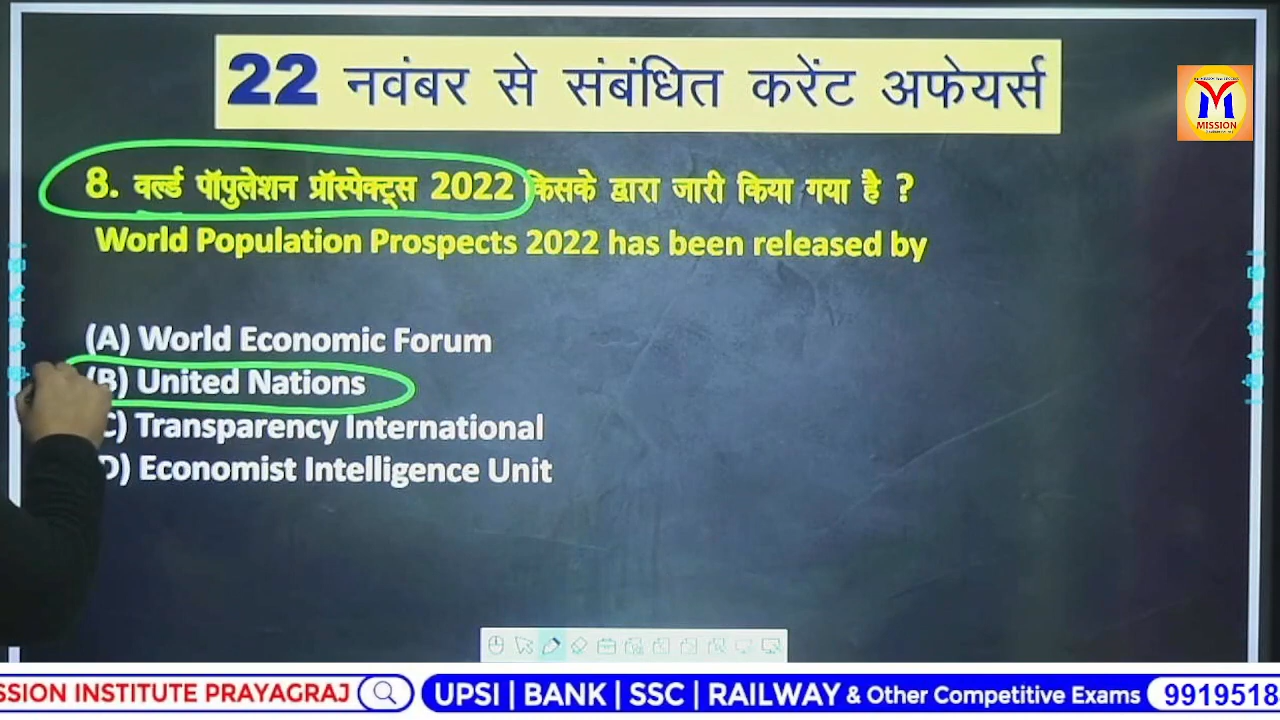 22 नवंबर से संबंधित करेंट अफेयर्स
MISSION
8. वर्ल्ड पॉपुलेशन प्रॉस्पेक्ट्स 2022 किसके द्वारा जारी किया गया है ?
World Population Prospects 2022 has been released by
(A) World Economic Forum
(B) United Nations
C) Transparency International
D) Economist Intelligence Unit
SSION INSTITUTE PRAYAGRAJ
UPSI | BANK | SSC | RAILWAY & Other Competitive Exams
9919518